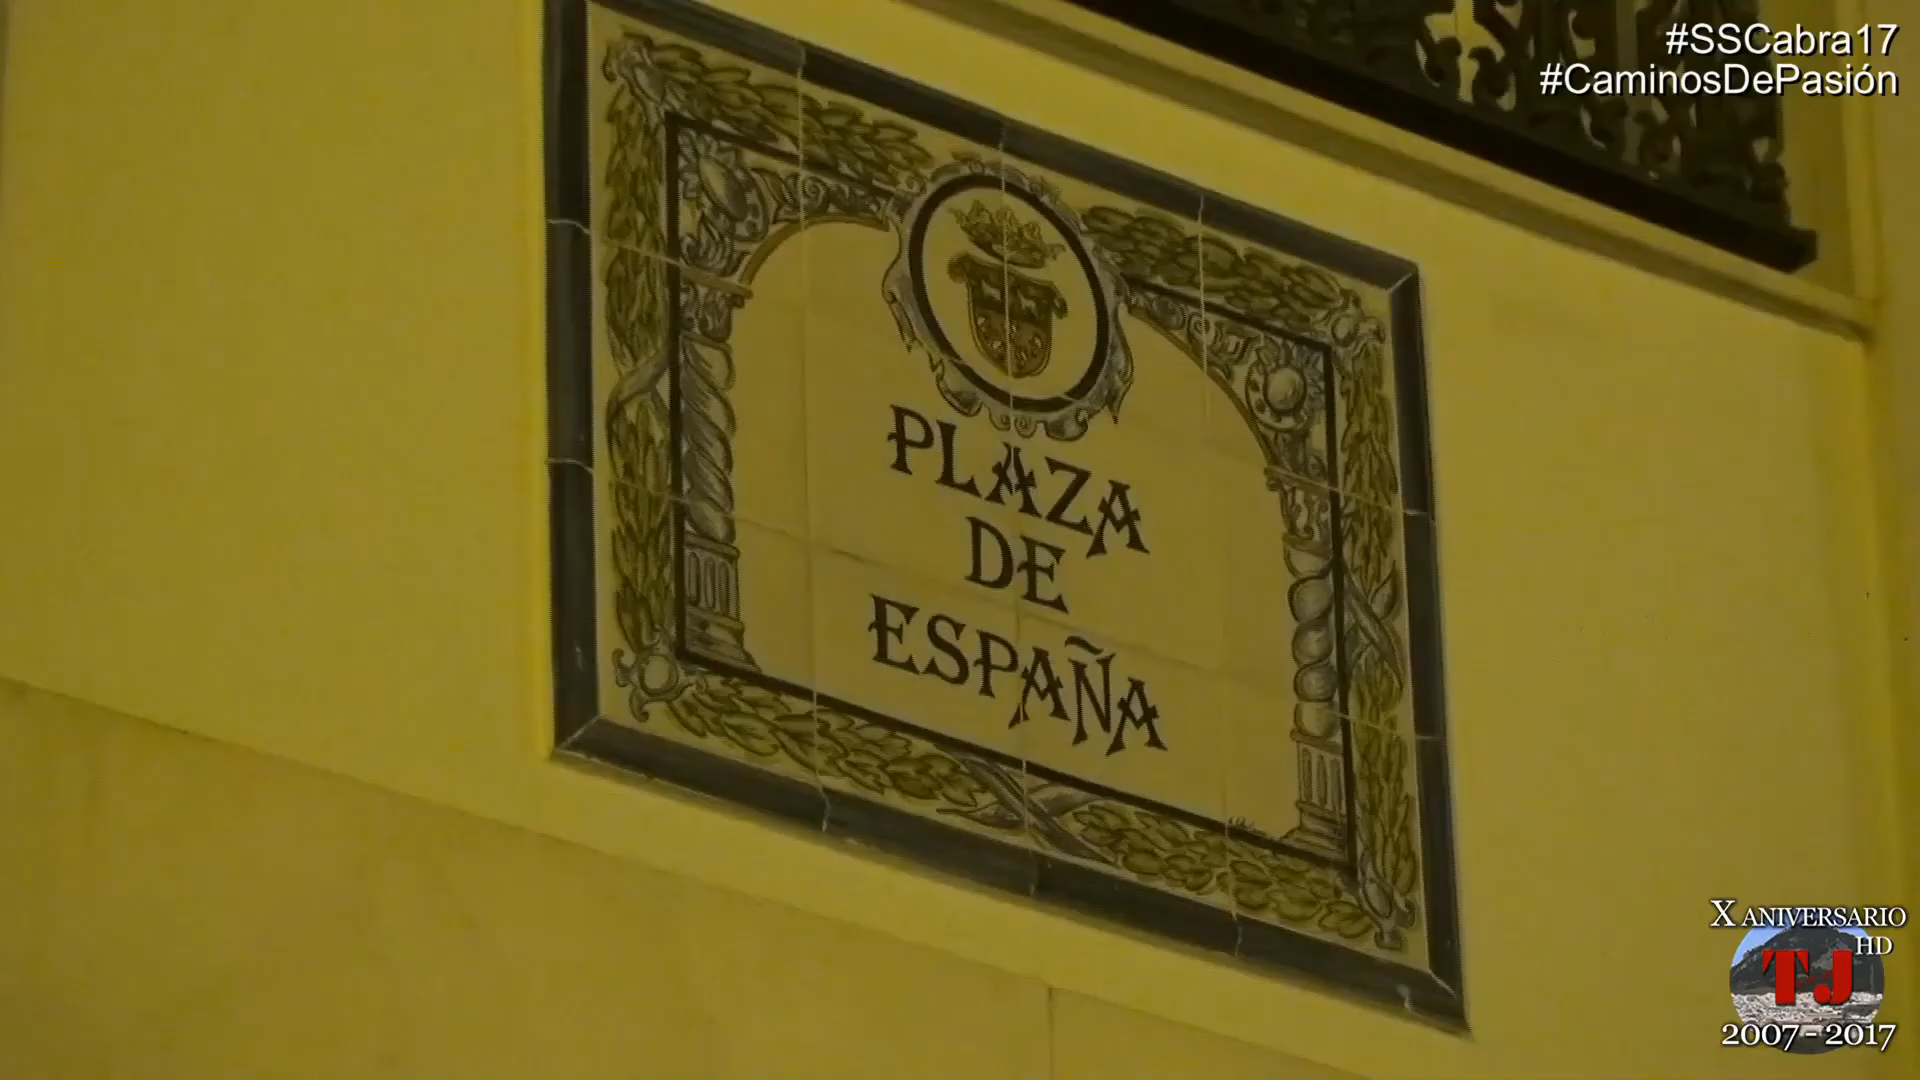 #SSCabra17
#CaminosDePasión
PLAZA
DE
ESPAÑA
X ANIVERSARIO
HD
TJ
2007 - 2017